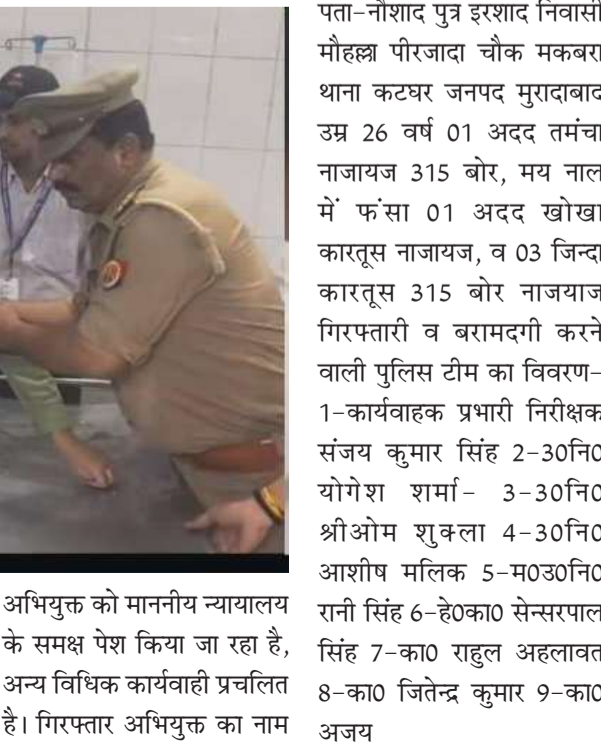 अभियुक्त को माननीय न्यायालय
के समक्ष पेश किया जा रहा है,
अन्य विधिक कार्यवाही प्रचलित
है। गिरफ्तार अभियुक्त का नाम
पता-नौशाद पुत्र इरशाद निवासी
मौहल्ला पीरजादा चौक मकबरा
थाना कटघर जनपद मुरादाबाद
उम्र 26 वर्ष 01 अदद तमंचा
नाजायज 315 बोर, मय नाल
में फंसा 01 अदद खोखा
कारतूस नाजायज, व 03 जिन्दा
कारतूस 315 बोर नाजयाज
गिरफ्तारी व बरामदगी करने
वाली पुलिस टीम का विवरण-
1-कार्यवाहक प्रभारी निरीक्षक
संजय कुमार सिंह 2-30नि0
योगेश शर्मा- 3-30नि0
श्रीओम शुक्ला 4-30नि0
आशीष मलिक 5-म0उ0नि0
रानी सिंह 6-हे0का0 सेन्सरपाल
सिंह 7-का0 राहुल अहलावत
8-का0 जितेन्द्र कुमार 9-का0
अजय